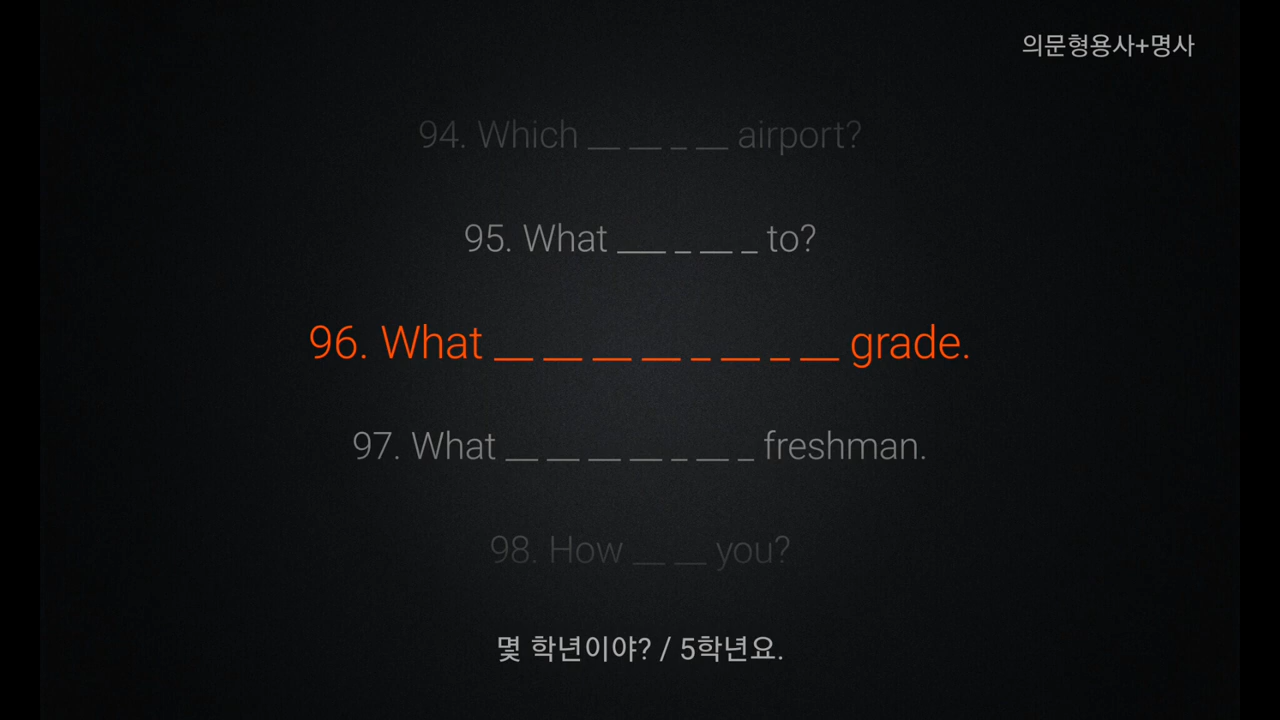 의문형용사+명사
94. Which __ __ _ __ airport?
95. What ___ _ __ _ to?
96. What __ __ __ __ _ __ _ __ grade.
97. What __ __ __ __ _ __ _ freshman.
98. How __ __ you?
몇 학년이야? / 5학년요.